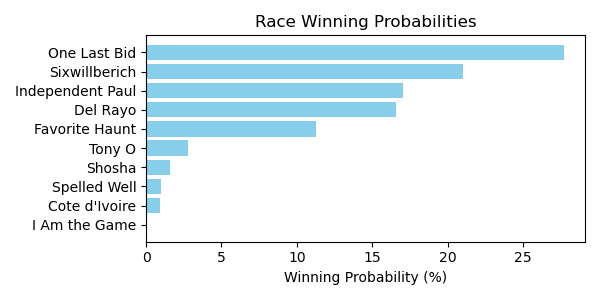 Race Winning Probabilities
One Last Bid
Sixwillberich
Independent Paul
Del Rayo
Favorite Haunt
Tony O
Shosha
Spelled Well
Cote d'Ivoire
I Am the Game
0 5 10 15 20 25
Winning Probability (%)